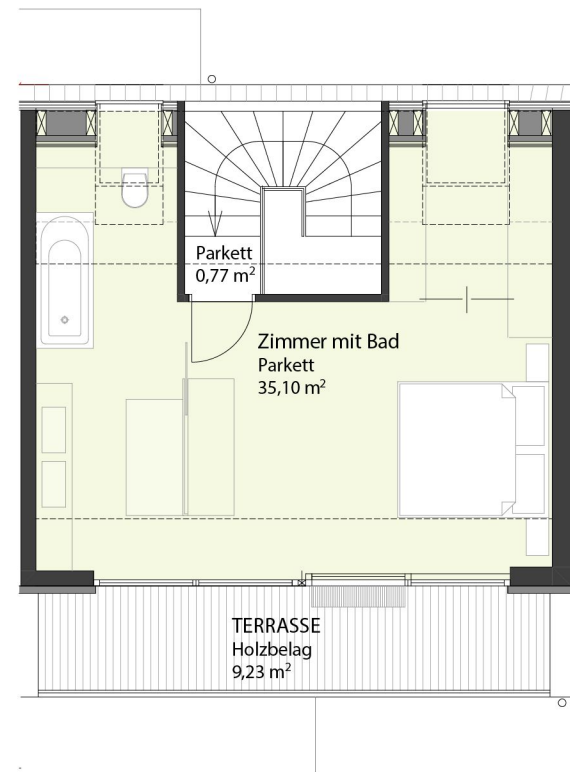 Parkett
0,77 m²
Zimmer mit Bad
Parkett
35,10 m²
TERRASSE
Holzbelag
9,23 m²